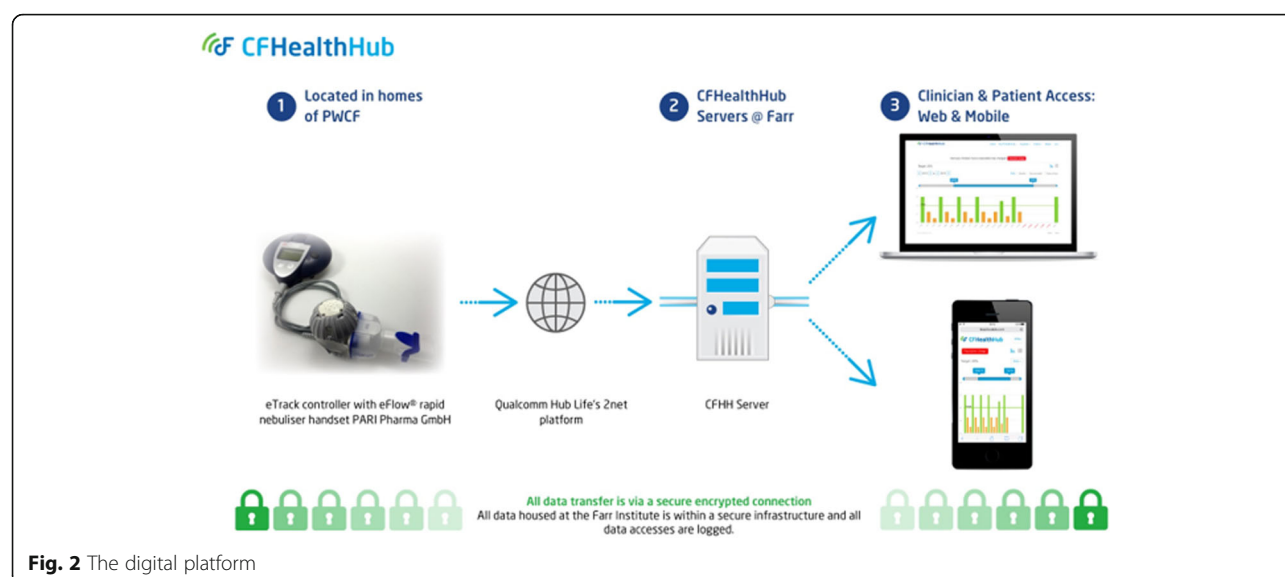 CFHealthHub
1 Located in homes
of PWCF
2 CFHealthHub
Servers @ Farr
3 Clinician & Patient Access:
Web & Mobile
eTrack controller with eFlow® rapid
nebuliser handset PARI Pharma GmbH
Qualcomm Hub Life's 2net
platform
CFHH Server
CFHealthHub
All data transfer is via a secure encrypted connection
All data housed at the Farr Institute is within a secure infrastructure and all
data accesses are logged.
Fig. 2 The digital platform